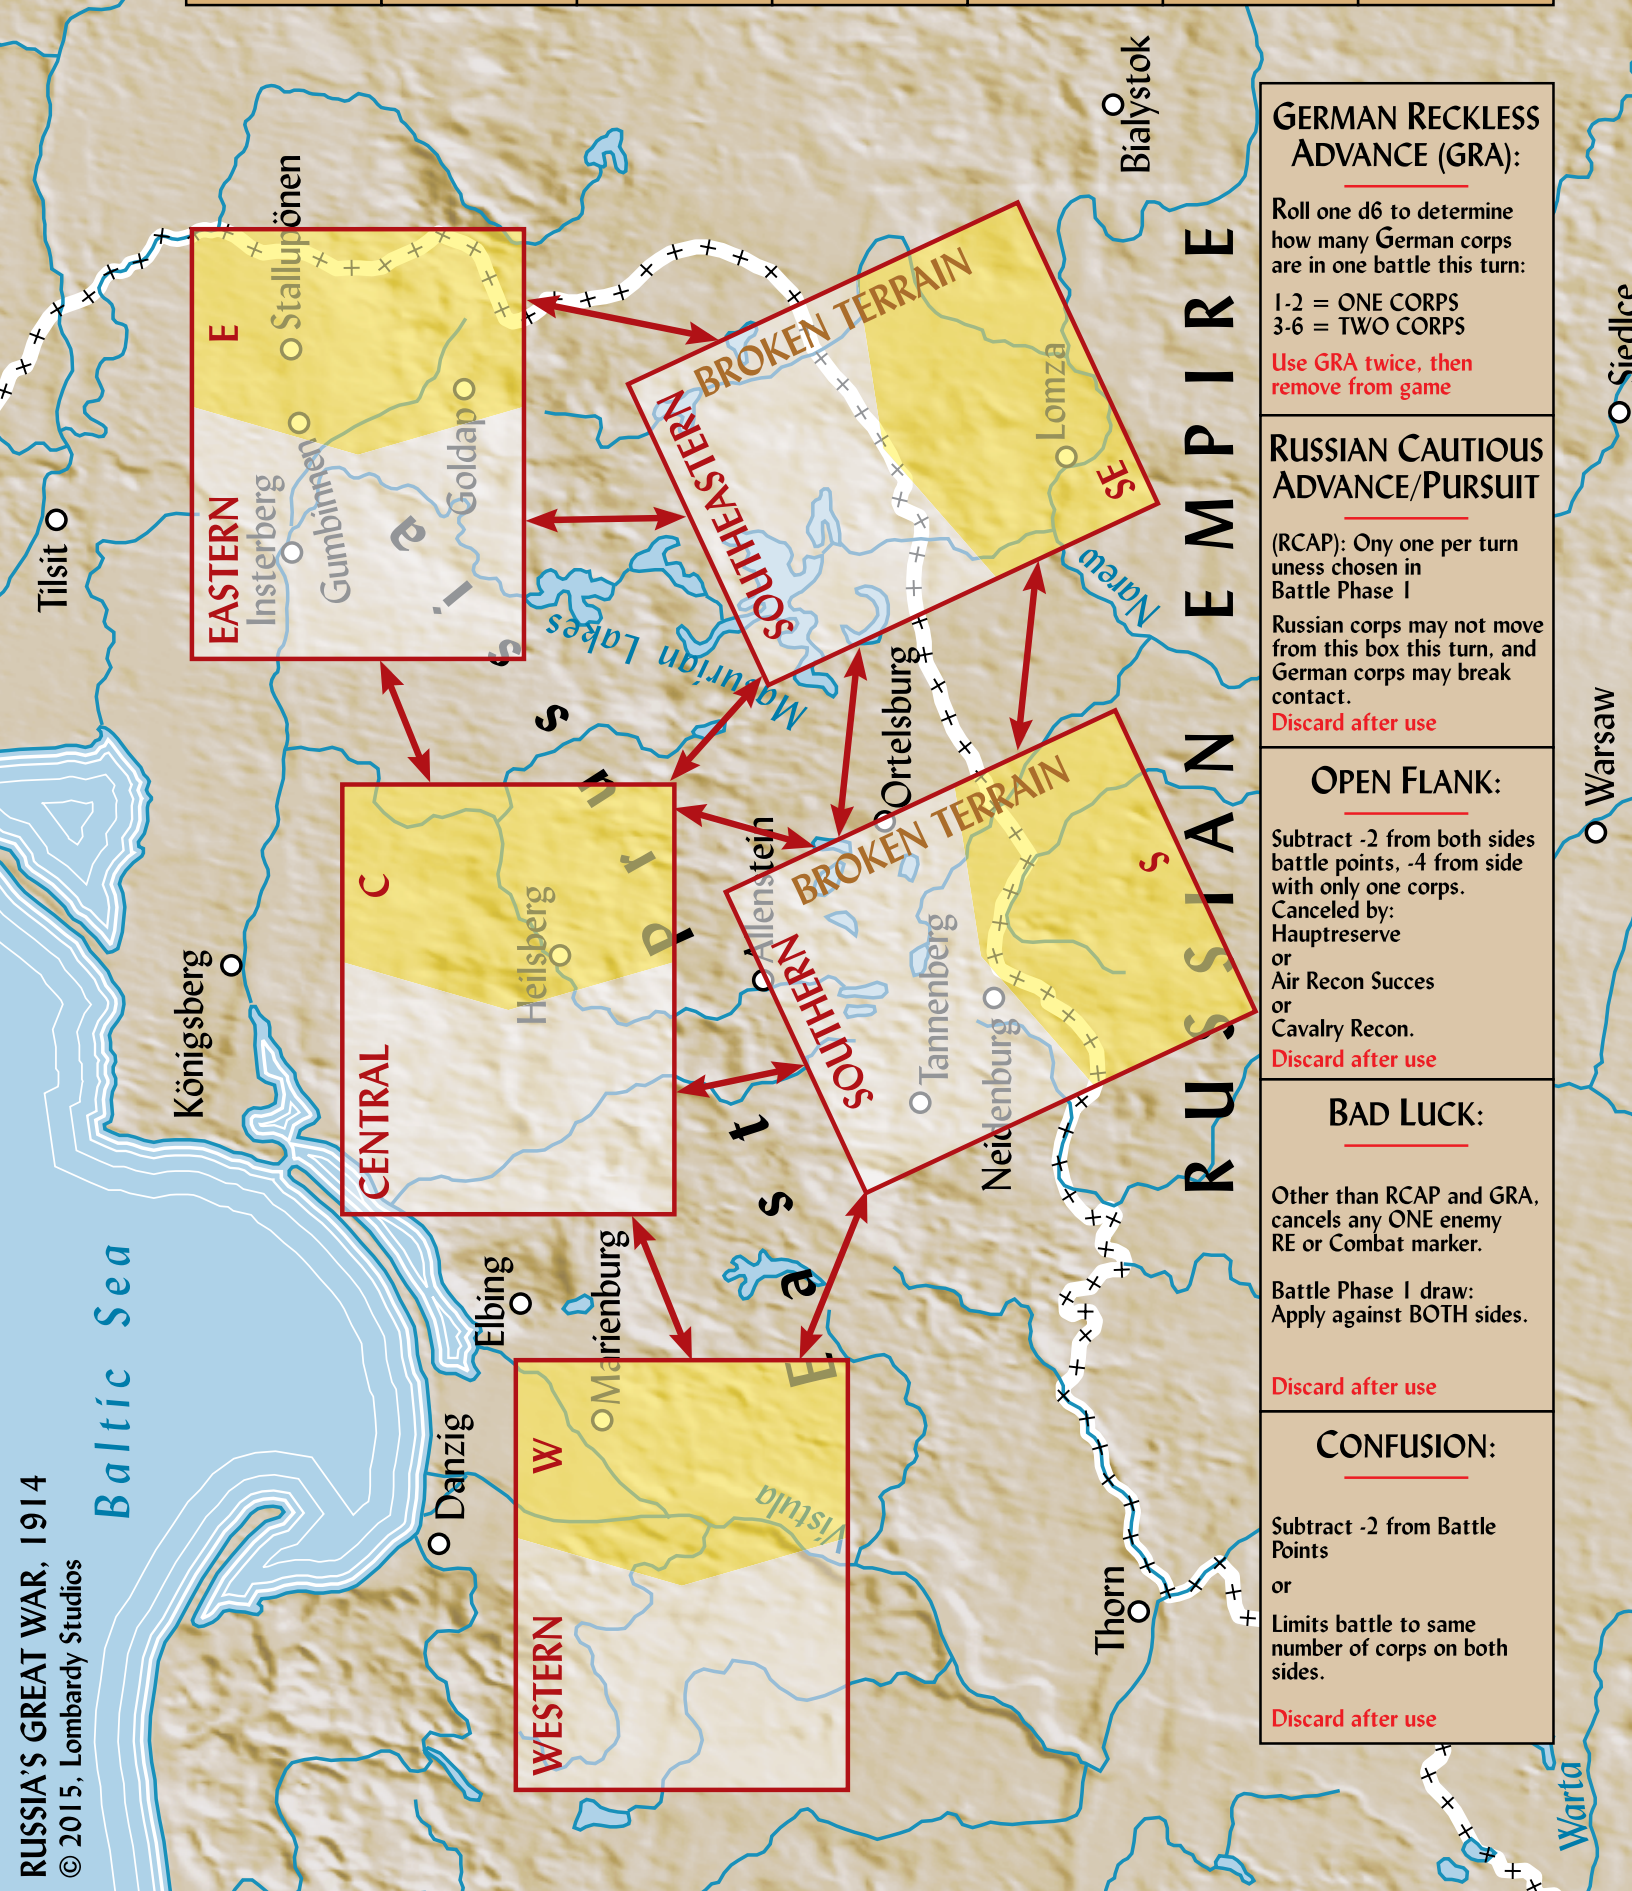 RUSSIA'S GREAT WAR, 1914
© 2015, Lombardy Studios
Baltic Sea
Tilsit
Königsberg
Elbing
Danzig
Marienburg
Thorn
Bialystok
Siedlce
Warsaw
Ortelsburg
Allenstein
Neidenburg
Tannenberg
Heilsberg
Stallupönen
Insterberg
Gumbinnen
Goldap
Lomza
Masurian Lakes
Narew
Vistula
Warta
East Prussia
RUSSIAN EMPIRE
EASTERN
E
CENTRAL
C
WESTERN
W
SOUTHEASTERN
BROKEN TERRAIN
SE
SOUTHERN
BROKEN TERRAIN
S
GERMAN RECKLESS
ADVANCE (GRA):
Roll one d6 to determine
how many German corps
are in one battle this turn:
1-2 = ONE CORPS
3-6 = TWO CORPS
Use GRA twice, then
remove from game
RUSSIAN CAUTIOUS
ADVANCE/PURSUIT
(RCAP): Ony one per turn
uness chosen in
Battle Phase 1
Russian corps may not move
from this box this turn, and
German corps may break
contact.
Discard after use
OPEN FLANK:
Subtract -2 from both sides
battle points, -4 from side
with only one corps.
Canceled by:
Hauptreserve
or
Air Recon Succes
or
Cavalry Recon.
Discard after use
BAD LUCK:
Other than RCAP and GRA,
cancels any ONE enemy
RE or Combat marker.
Battle Phase 1 draw:
Apply against BOTH sides.
Discard after use
CONFUSION:
Subtract -2 from Battle
Points
or
Limits battle to same
number of corps on both
sides.
Discard after use